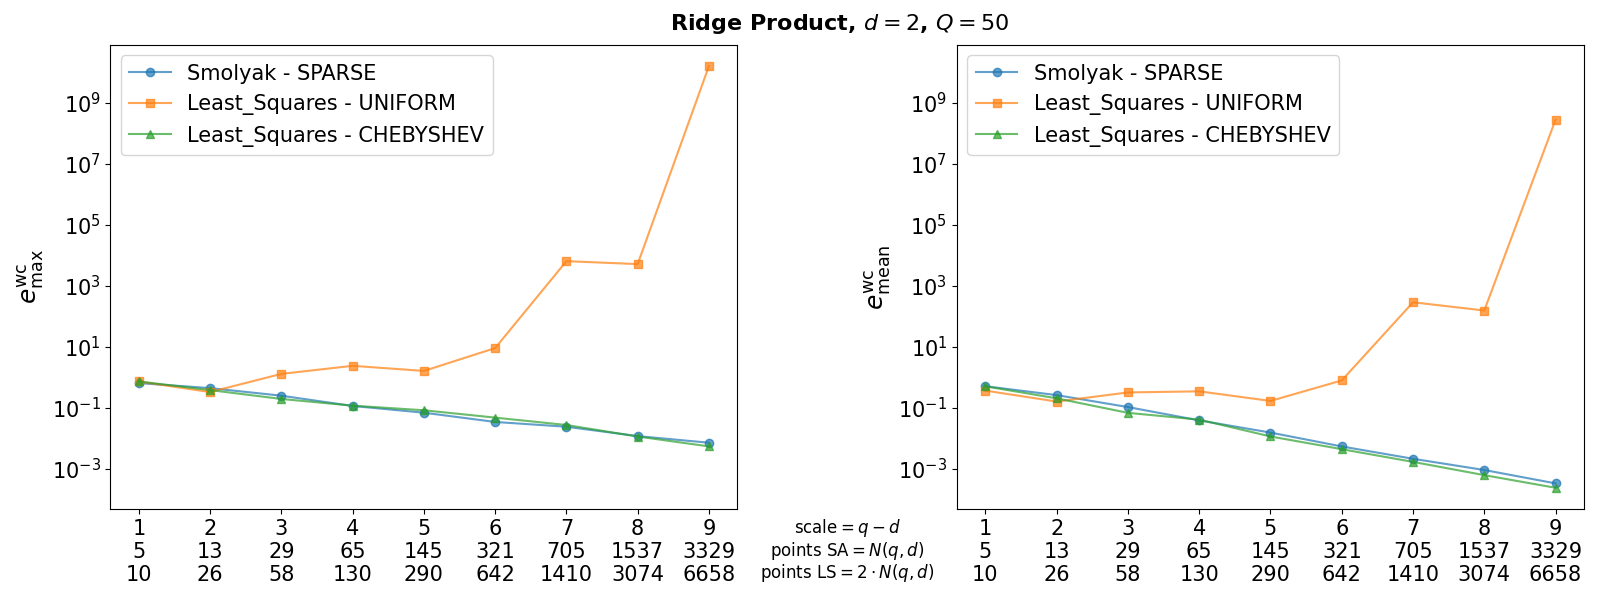 Ridge Product, d = 2, Q = 50
Smolyak - SPARSE
Least_Squares - UNIFORM
Least_Squares - CHEBYSHEV
e^wc_max
10^9
10^7
10^5
10^3
10^1
10^−1
10^−3
1 2 3 4 5 6 7 8 9
5 13 29 65 145 321 705 1537 3329
10 26 58 130 290 642 1410 3074 6658
scale = q − d
points SA = N(q, d)
points LS = 2 · N(q, d)
Smolyak - SPARSE
Least_Squares - UNIFORM
Least_Squares - CHEBYSHEV
e^wc_mean
10^9
10^7
10^5
10^3
10^1
10^−1
10^−3
1 2 3 4 5 6 7 8 9
5 13 29 65 145 321 705 1537 3329
10 26 58 130 290 642 1410 3074 6658